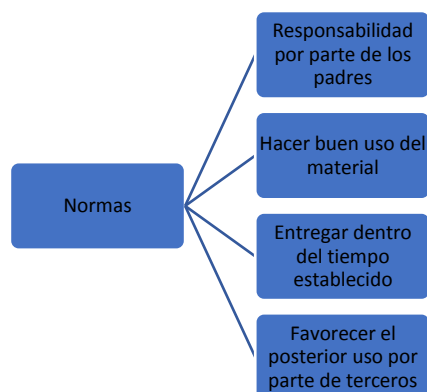 Normas
Responsabilidad
por parte de los
padres
Hacer buen uso del
material
Entregar dentro
del tiempo
establecido
Favorecer el
posterior uso por
parte de terceros